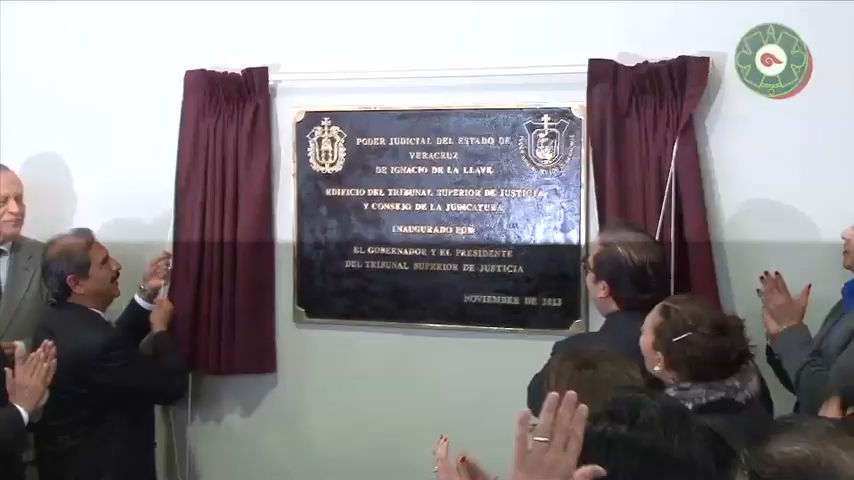 PODER JUDICIAL DEL ESTADO DE
VERACRUZ
DE IGNACIO DE LA LLAVE
EDIFICIO DEL TRIBUNAL SUPERIOR DE JUSTICIA
Y CONSEJO DE LA JUDICATURA
INAUGURADO POR
EL GOBERNADOR Y EL PRESIDENTE
DEL TRIBUNAL SUPERIOR DE JUSTICIA
NOVIEMBRE DE 2013